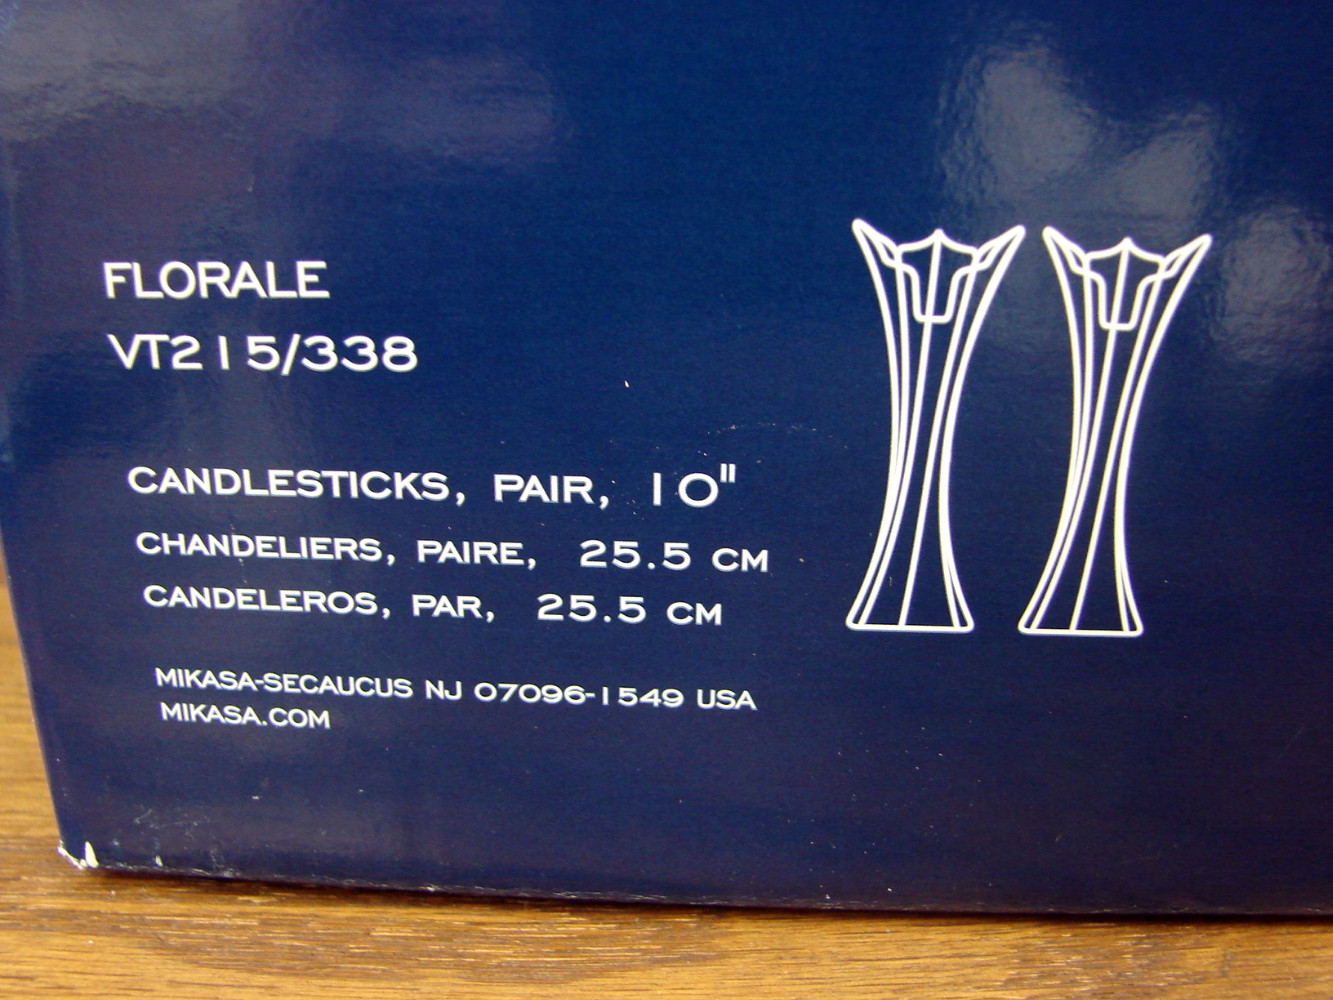 FLORALE
VT215/338
CANDLESTICKS, PAIR, 10"
CHANDELIERS, PAIRE, 25.5 CM
CANDELEROS, PAR, 25.5 CM
MIKASA-SECAUCUS NJ 07096-1549 USA
MIKASA.COM